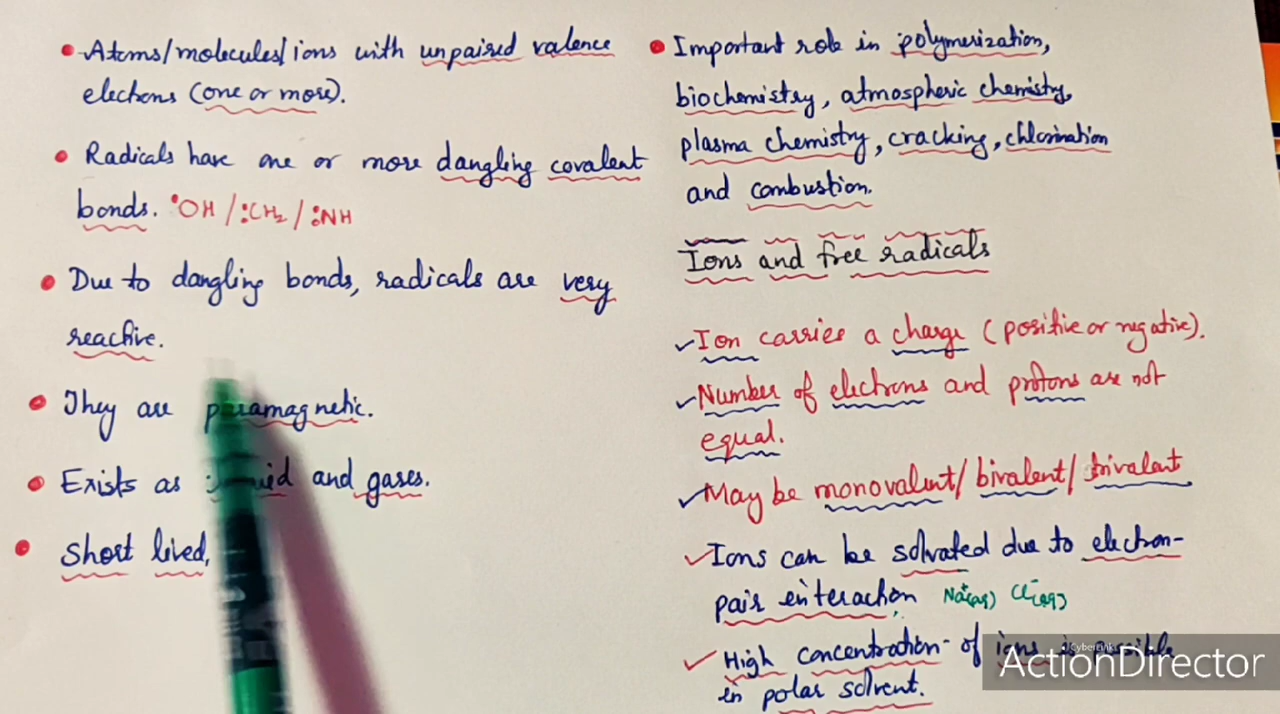 • Atoms/molecules/ions with unpaired valence
electrons (one or more).
• Radicals have one or more dangling covalent
bonds. •OH / :CH₂ / :NH
• Due to dangling bonds, radicals are very
reactive.
• They are paramagnetic.
• Exists as and gases.
• Short lived,
• Important role in polymerization,
biochemistry, atmospheric chemistry,
plasma chemistry, cracking, chlorination
and combustion.
Ions and free radicals
✓Ion carries a charge (positive or negative).
✓Number of electrons and protons are not
equal.
✓May be monovalent/ bivalent/ trivalent
✓Ions can be solvated due to electron-
pair interaction Na⁺(aq) Cl⁻(aq)
✓High concentration of ions is possible
in polar solvent.
CyberLink
ActionDirector